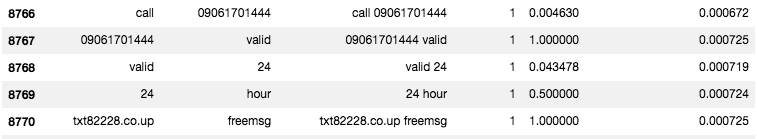 8766 call 09061701444 call 09061701444 1 0.004630 0.000672
8767 09061701444 valid 09061701444 valid 1 1.000000 0.000725
8768 valid 24 valid 24 1 0.043478 0.000719
8769 24 hour 24 hour 1 0.500000 0.000724
8770 txt82228.co.up freemsg txt82228.co.up freemsg 1 1.000000 0.000725